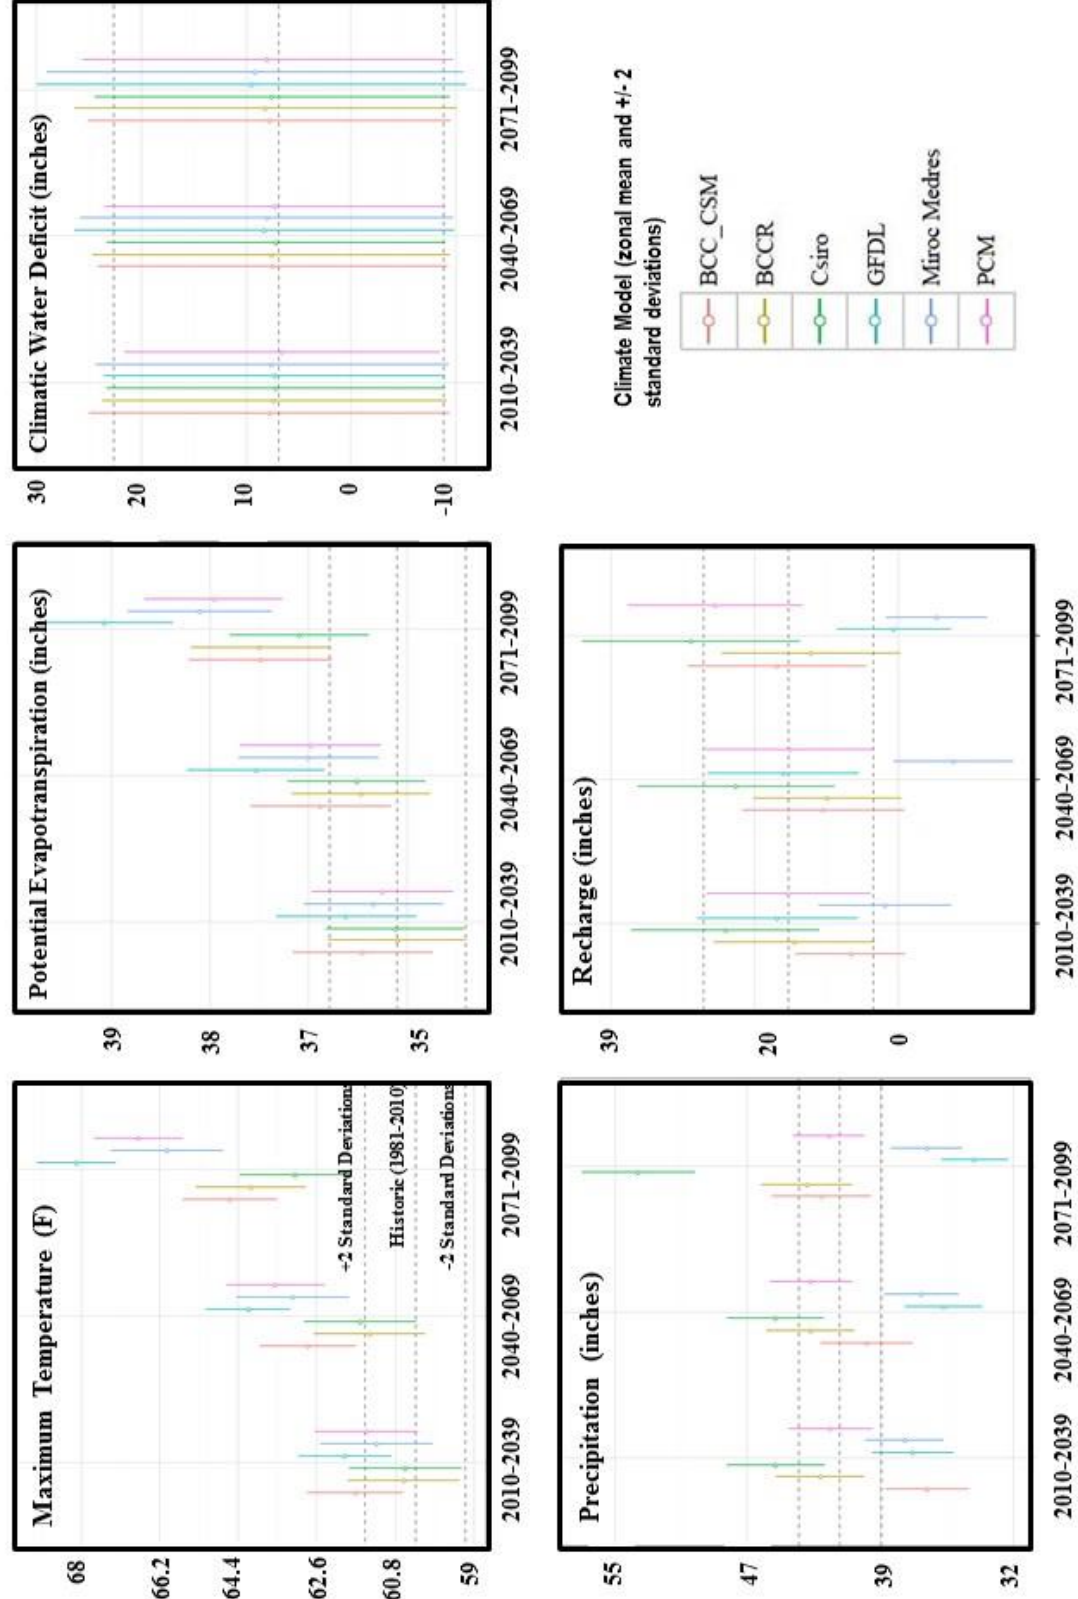 Maximum Temperature (F)
68
66.2
64.4
62.6
60.8
59
+2 Standard Deviations
Historic (1981-2010)
-2 Standard Deviations
2010-2039
2040-2069
2071-2099
Potential Evapotranspiration (inches)
39
38
37
35
2010-2039
2040-2069
2071-2099
Climatic Water Deficit (inches)
30
20
10
0
-10
2010-2039
2040-2069
2071-2099
Precipitation (inches)
55
47
39
32
2010-2039
2040-2069
2071-2099
Recharge (inches)
39
20
0
2010-2039
2040-2069
2071-2099
Climate Model (zonal mean and +/- 2
standard deviations)
BCC_CSM
BCCR
Csiro
GFDL
Miroc Medres
PCM